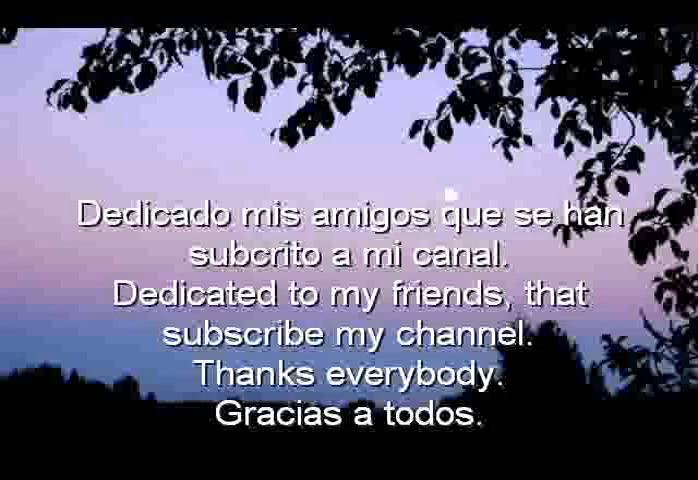 Dedicado mis amigos que se han
subcrito a mi canal.
Dedicated to my friends, that
subscribe my channel.
Thanks everybody.
Gracias a todos.